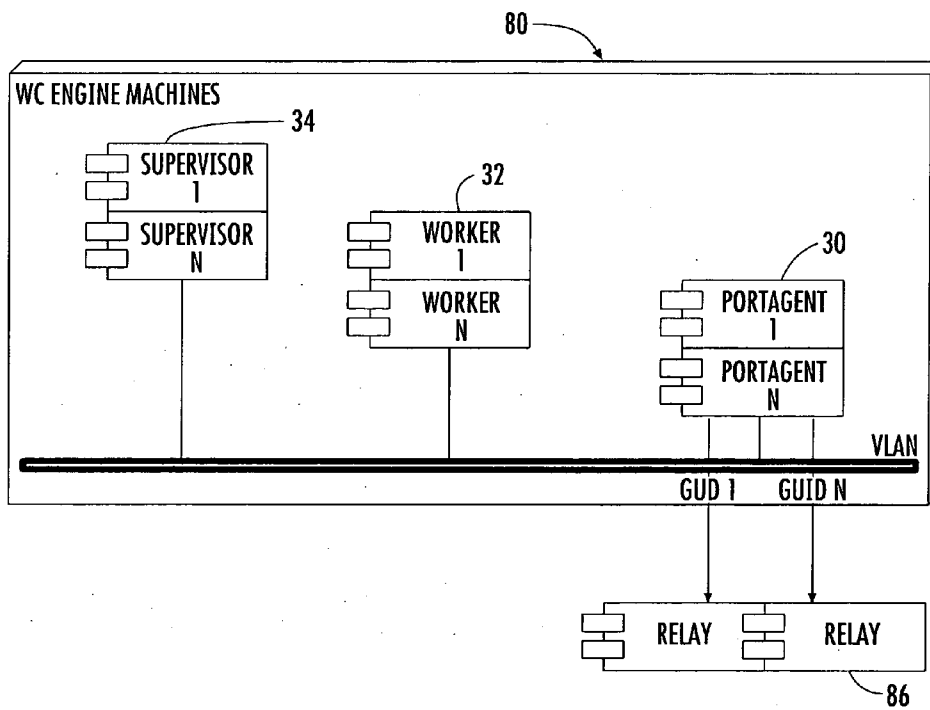 80
WC ENGINE MACHINES
34
SUPERVISOR
1
SUPERVISOR
N
32
WORKER
1
WORKER
N
30
PORTAGENT
1
PORTAGENT
N
VLAN
GUD 1
GUID N
RELAY
RELAY
86